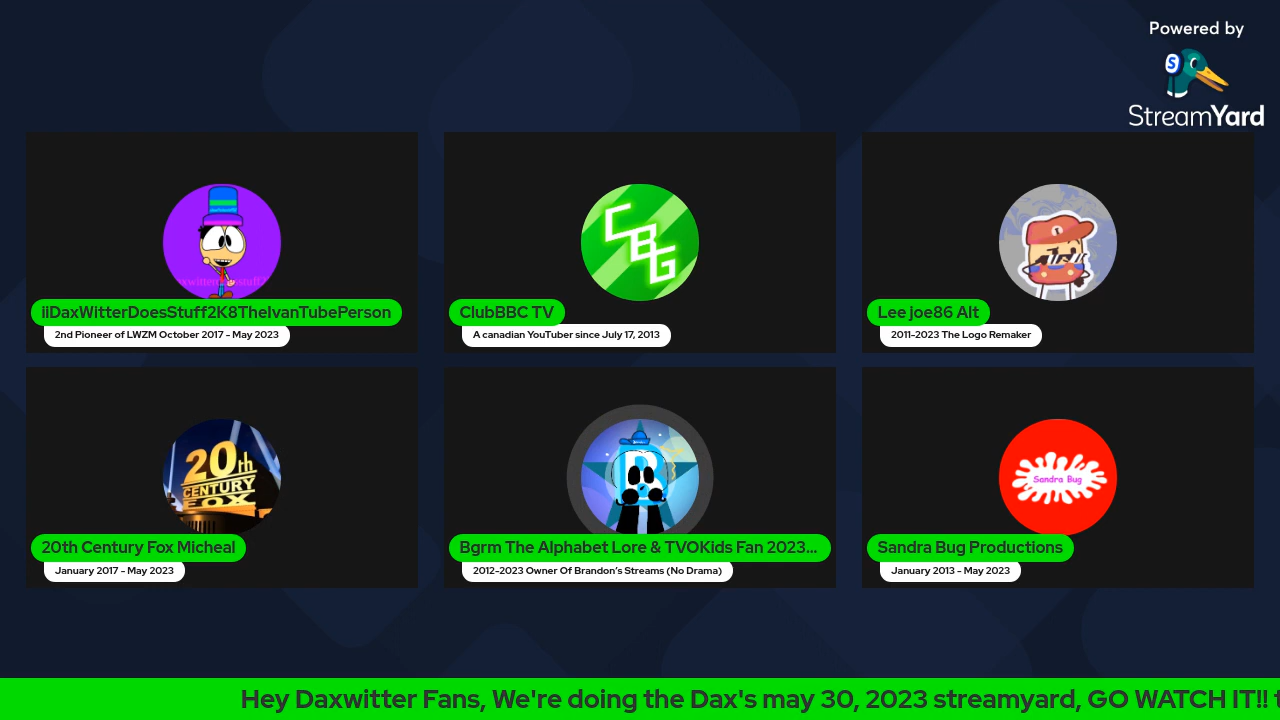 Powered by
S
StreamYard
xwitterdoesstuff2
iiDaxWitterDoesStuff2K8TheIvanTubePerson
2nd Pioneer of LWZM October 2017 - May 2023
CBG
ClubBBC TV
A canadian YouTuber since July 17, 2013
Lee joe86 Alt
2011-2023 The Logo Remaker
20th
CENTURY
FOX
20th Century Fox Micheal
January 2017 - May 2023
Bgrm The Alphabet Lore & TVOKids Fan 2023...
2012-2023 Owner Of Brandon's Streams (No Drama)
Sandra Bug
Sandra Bug Productions
January 2013 - May 2023
Hey Daxwitter Fans, We're doing the Dax's may 30, 2023 streamyard, GO WATCH IT!!